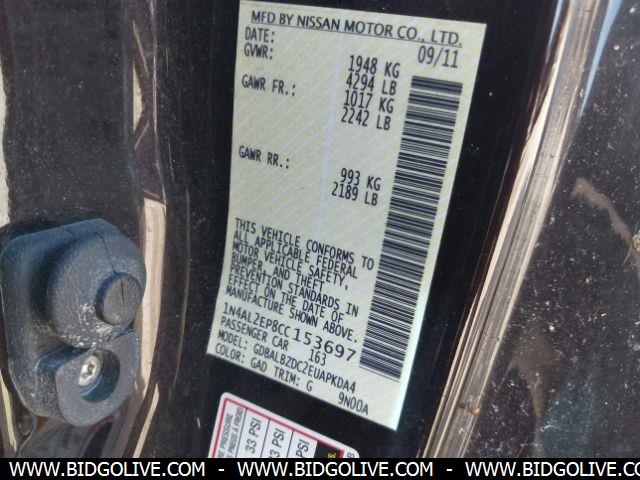 MFD BY NISSAN MOTOR CO., LTD.
DATE: 09/11
GVWR: 1948 KG
4294 LB
GAWR FR.: 1017 KG
2242 LB
GAWR RR.: 993 KG
2189 LB
THIS VEHICLE CONFORMS TO
ALL APPLICABLE FEDERAL
MOTOR VEHICLE SAFETY,
BUMPER, AND THEFT
PREVENTION STANDARDS IN
EFFECT ON THE DATE OF
MANUFACTURE SHOWN ABOVE.
1N4AL2EP8CC153697
PASSENGER CAR 163
MODEL: GDBALBZDC2EUAPKDA4
COLOR: GAD TRIM: G 9N00A
33 PSI
PSI
PSI
WWW.BIDGOLIVE.COM - WWW.BIDGOLIVE.COM - WWW.BIDGOLIVE.COM